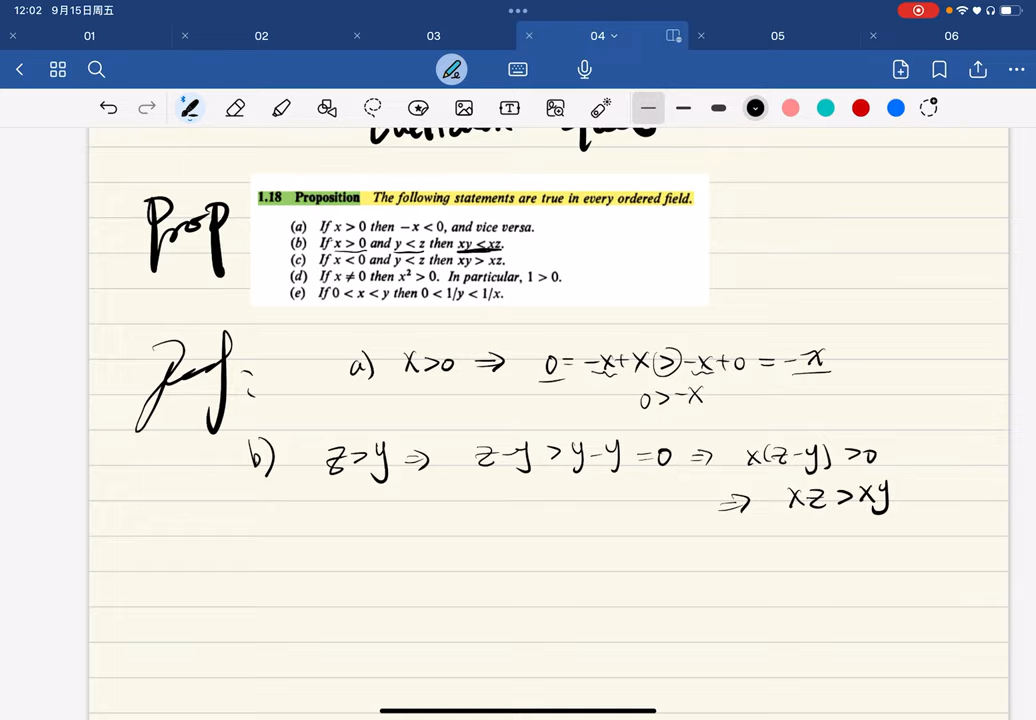 12:02 9月15日周五
01 02 03 04 05 06
Prop
1.18 Proposition The following statements are true in every ordered field.
(a) If x > 0 then −x < 0, and vice versa.
(b) If x > 0 and y < z then xy < xz.
(c) If x < 0 and y < z then xy > xz.
(d) If x ≠ 0 then x² > 0. In particular, 1 > 0.
(e) If 0 < x < y then 0 < 1/y < 1/x.
a) x>0 ⇒ 0 = -x+x > -x+0 = -x
0>-x
b) z>y ⇒ z-y > y-y = 0 ⇒ x(z-y) >0
⇒ xz > xy